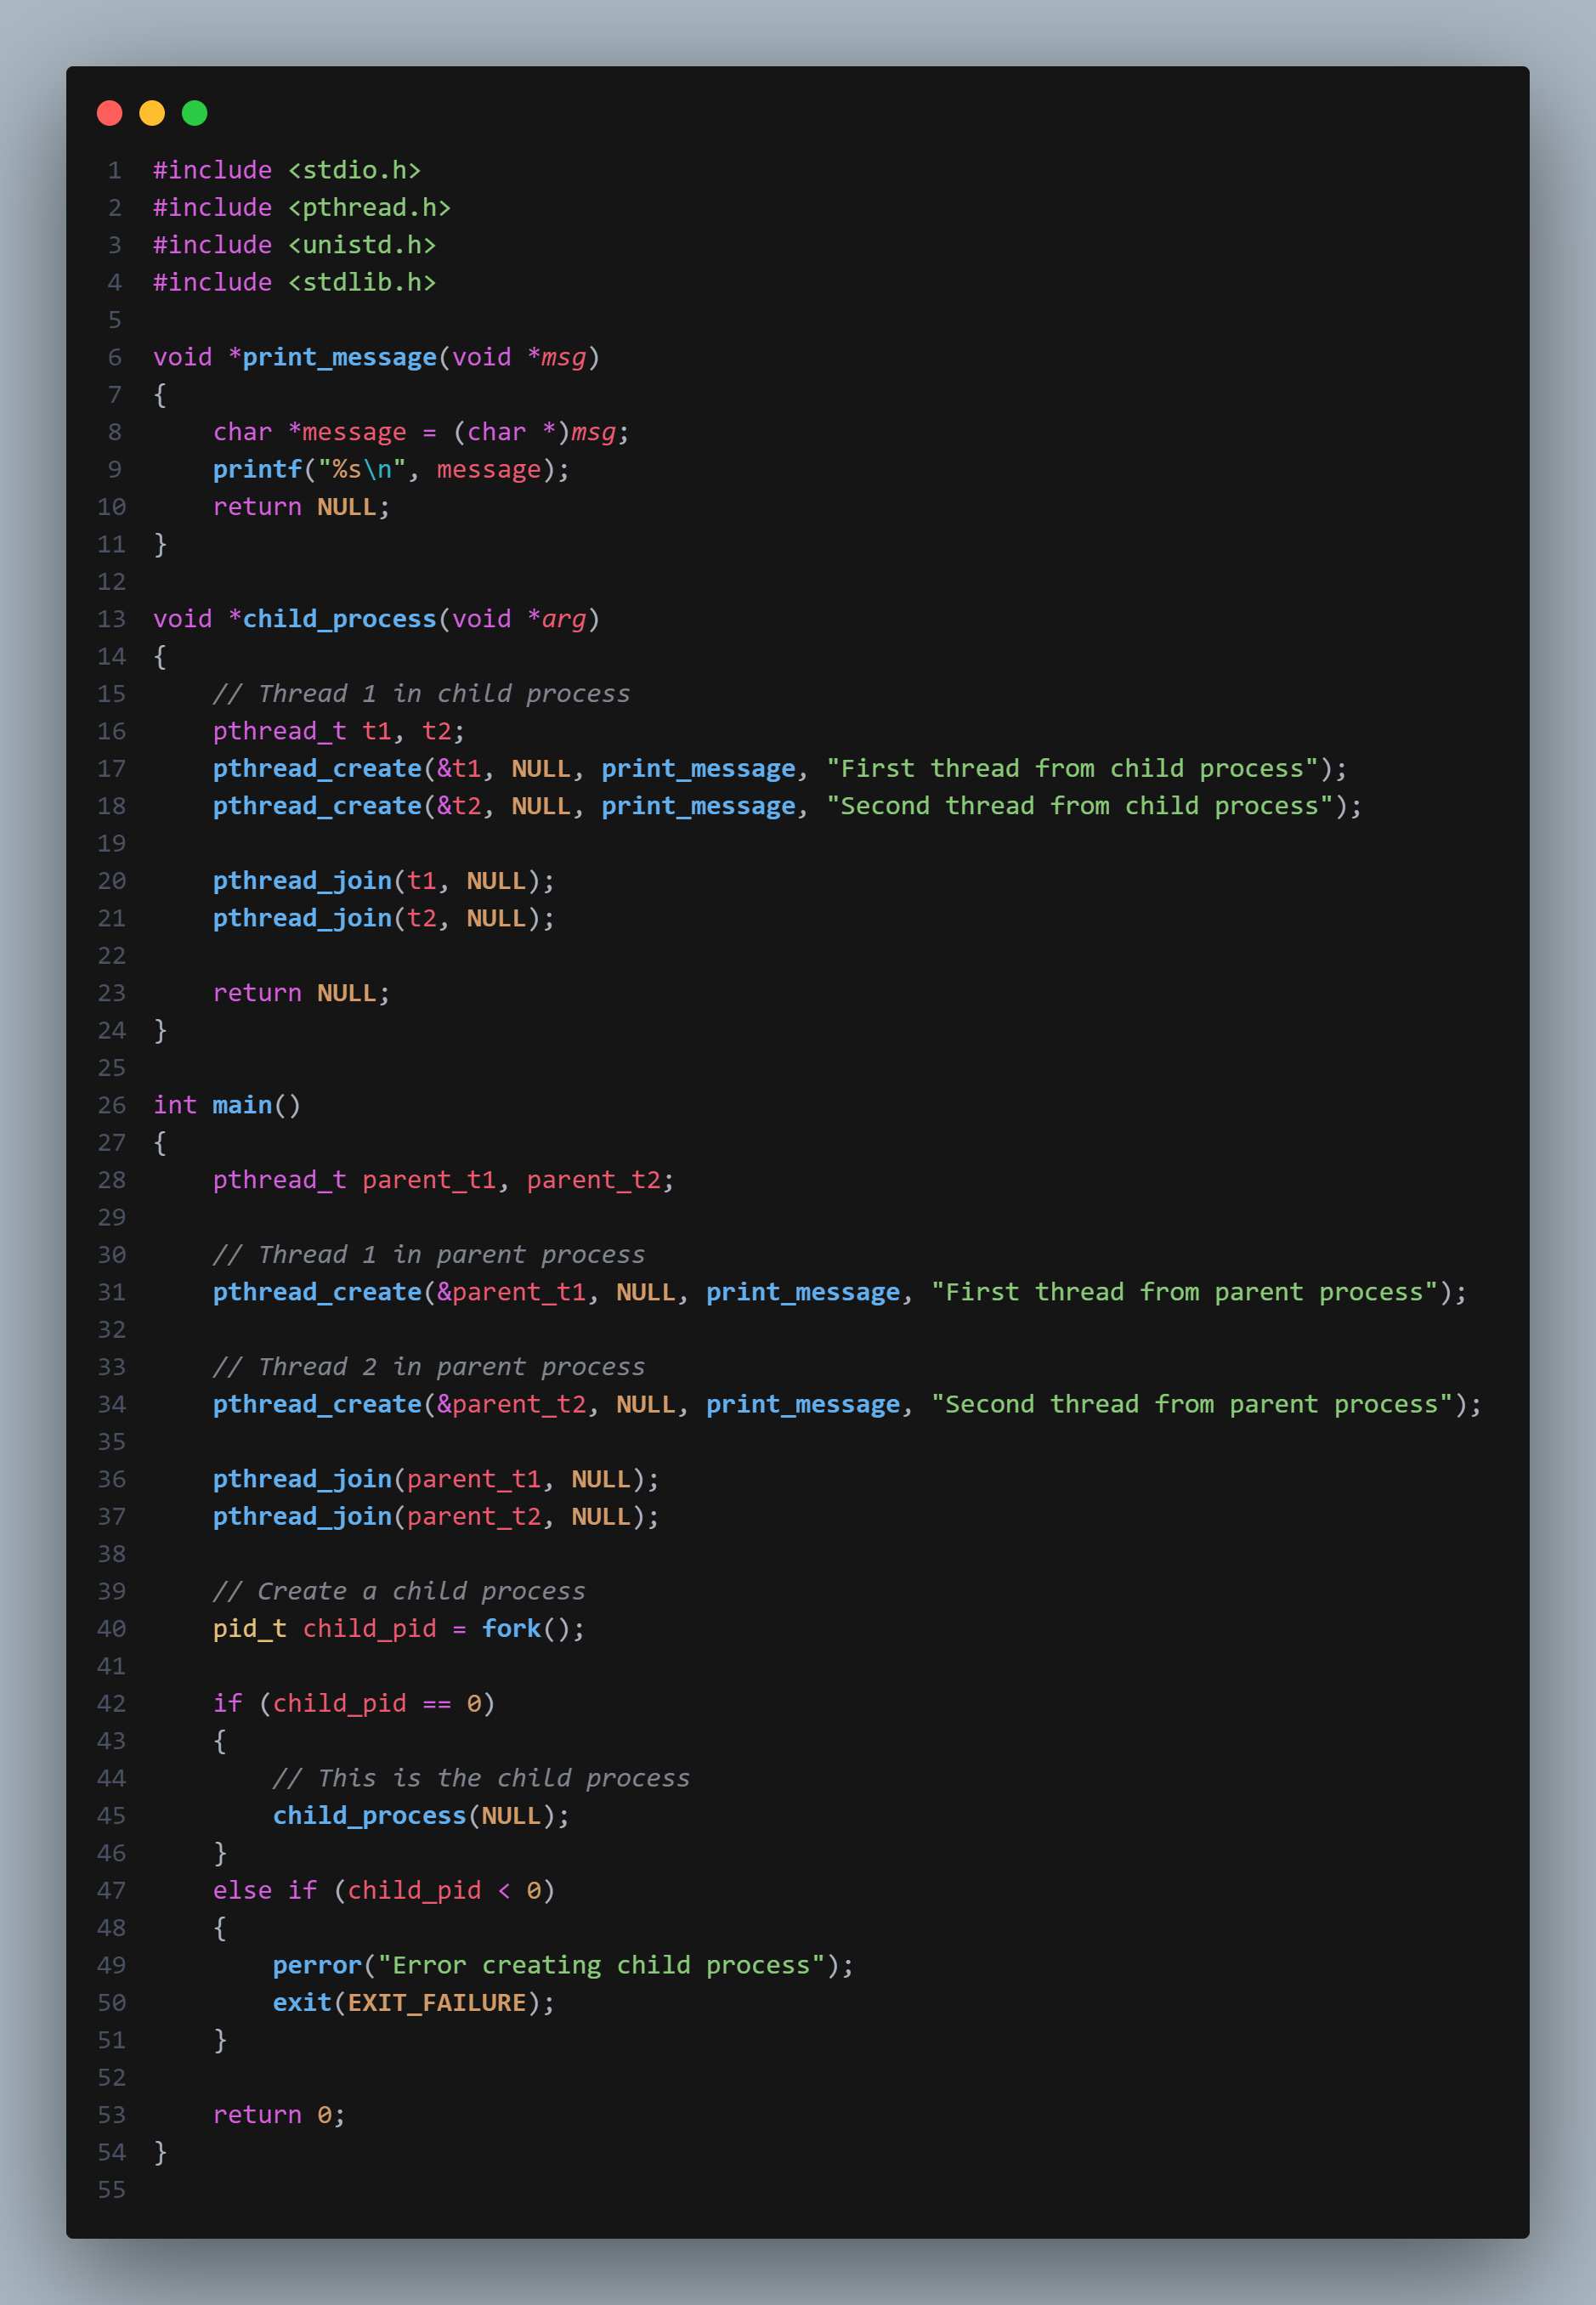 1 #include <stdio.h>
2 #include <pthread.h>
3 #include <unistd.h>
4 #include <stdlib.h>
5
6 void *print_message(void *msg)
7 {
8     char *message = (char *)msg;
9     printf("%s\n", message);
10     return NULL;
11 }
12
13 void *child_process(void *arg)
14 {
15     // Thread 1 in child process
16     pthread_t t1, t2;
17     pthread_create(&t1, NULL, print_message, "First thread from child process");
18     pthread_create(&t2, NULL, print_message, "Second thread from child process");
19
20     pthread_join(t1, NULL);
21     pthread_join(t2, NULL);
22
23     return NULL;
24 }
25
26 int main()
27 {
28     pthread_t parent_t1, parent_t2;
29
30     // Thread 1 in parent process
31     pthread_create(&parent_t1, NULL, print_message, "First thread from parent process");
32
33     // Thread 2 in parent process
34     pthread_create(&parent_t2, NULL, print_message, "Second thread from parent process");
35
36     pthread_join(parent_t1, NULL);
37     pthread_join(parent_t2, NULL);
38
39     // Create a child process
40     pid_t child_pid = fork();
41
42     if (child_pid == 0)
43     {
44         // This is the child process
45         child_process(NULL);
46     }
47     else if (child_pid < 0)
48     {
49         perror("Error creating child process");
50         exit(EXIT_FAILURE);
51     }
52
53     return 0;
54 }
55